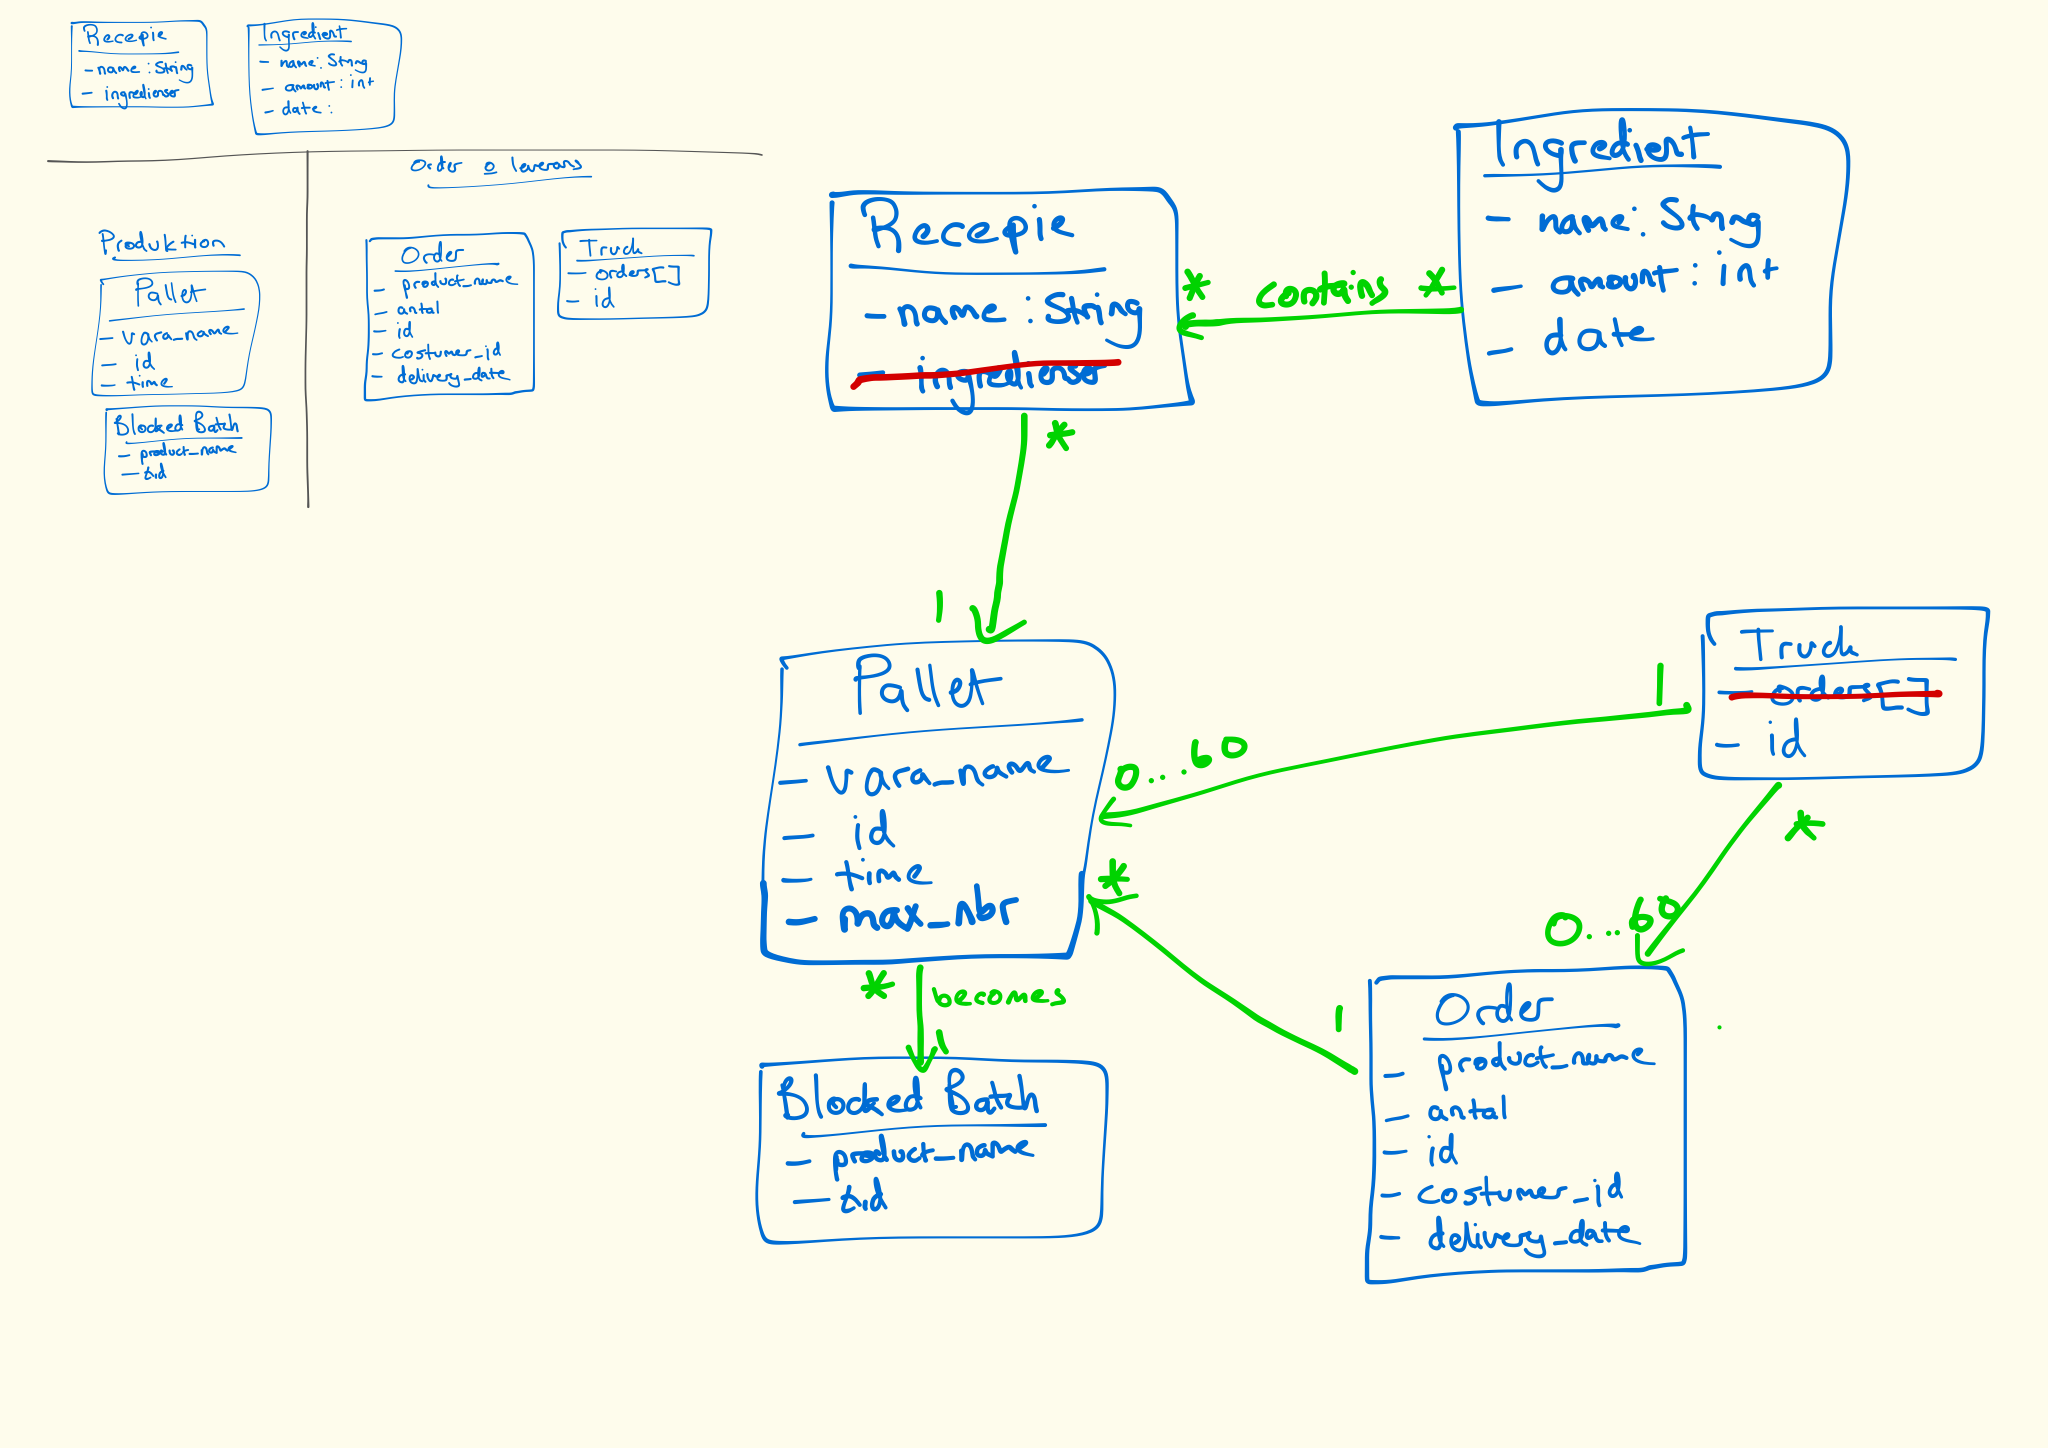 Recepie
- name : String
- ingredienser
Ingredient
- name: String
- amount : int
- date :
Order o leverans
Produktion
Pallet
- vara_name
- id
- time
Blocked Batch
- product_name
- tid
Order
- product_name
- antal
- id
- costumer_id
- delivery_date
Truck
- orders[]
- id
Recepie
- name : String
- ingredienser
* contains *
Ingredient
- name: String
- amount : int
- date
*
1
Pallet
- vara_name
- id
- time
- max_nbr
0...60
1
Truck
- orders[]
- id
*
0...60
*
1
* becomes
1
Blocked Batch
- product_name
- tid
Order
- product_name
- antal
- id
- costumer_id
- delivery_date